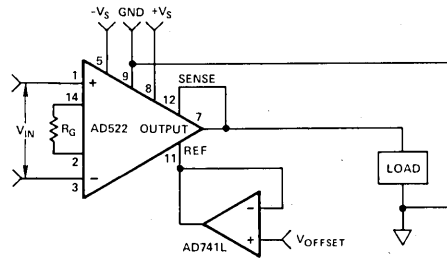 -VS GND +VS
5
9
8
1
+
14
SENSE
12
7
VIN
RG
AD522
OUTPUT
REF
11
2
-
3
LOAD
-
+
AD741L
VOFFSET